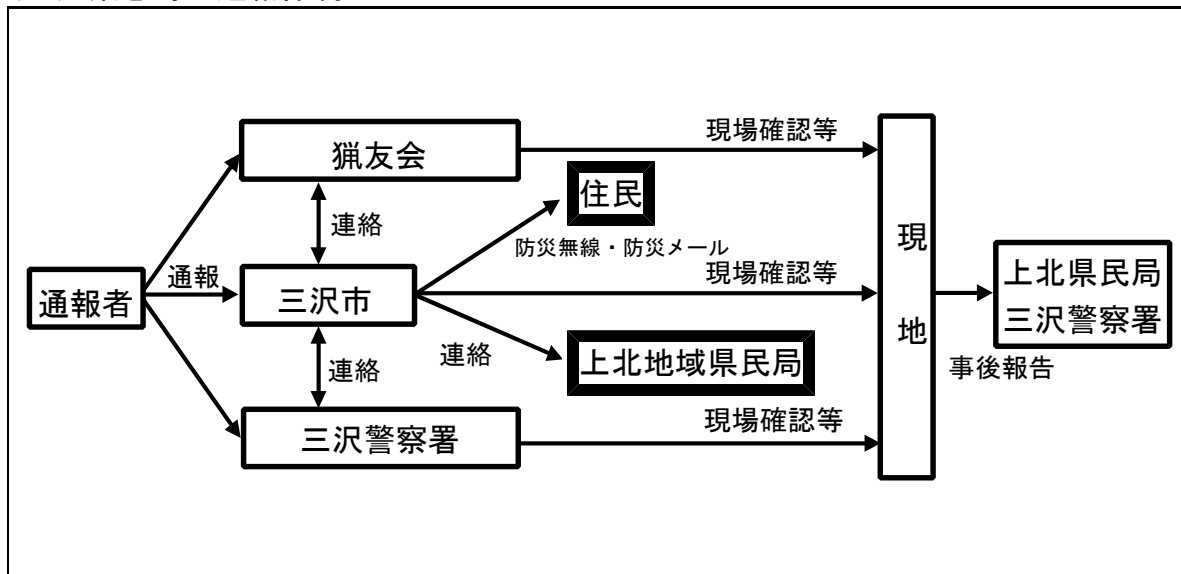 現場確認等
猟友会
住民
連絡
防災無線・防災メール
現
通報
現場確認等
上北県民局
通報者
三沢市
地
三沢警察署
連絡
連絡
上北地域県民局
事後報告
現場確認等
三沢警察署